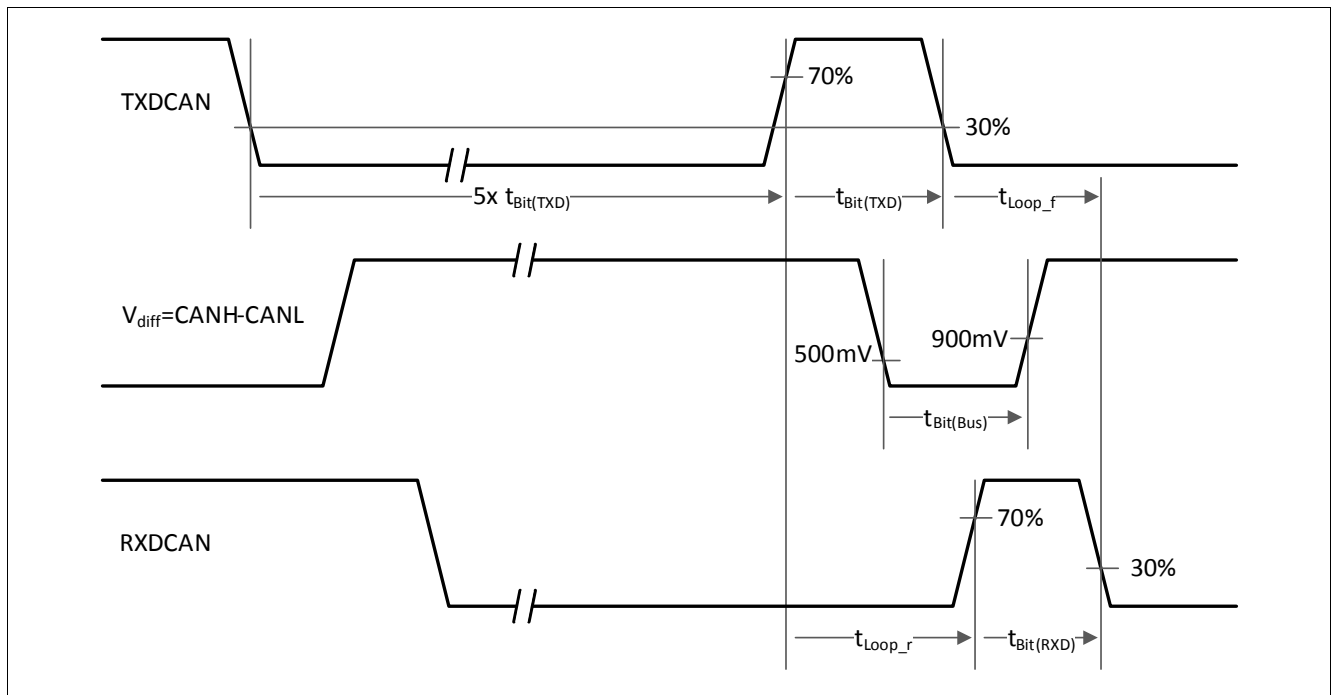 70%
TXDCAN
30%
5x tBit(TXD)
tBit(TXD)
tLoop_f
Vdiff=CANH-CANL
500mV
900mV
tBit(Bus)
70%
RXDCAN
30%
tLoop_r
tBit(RXD)